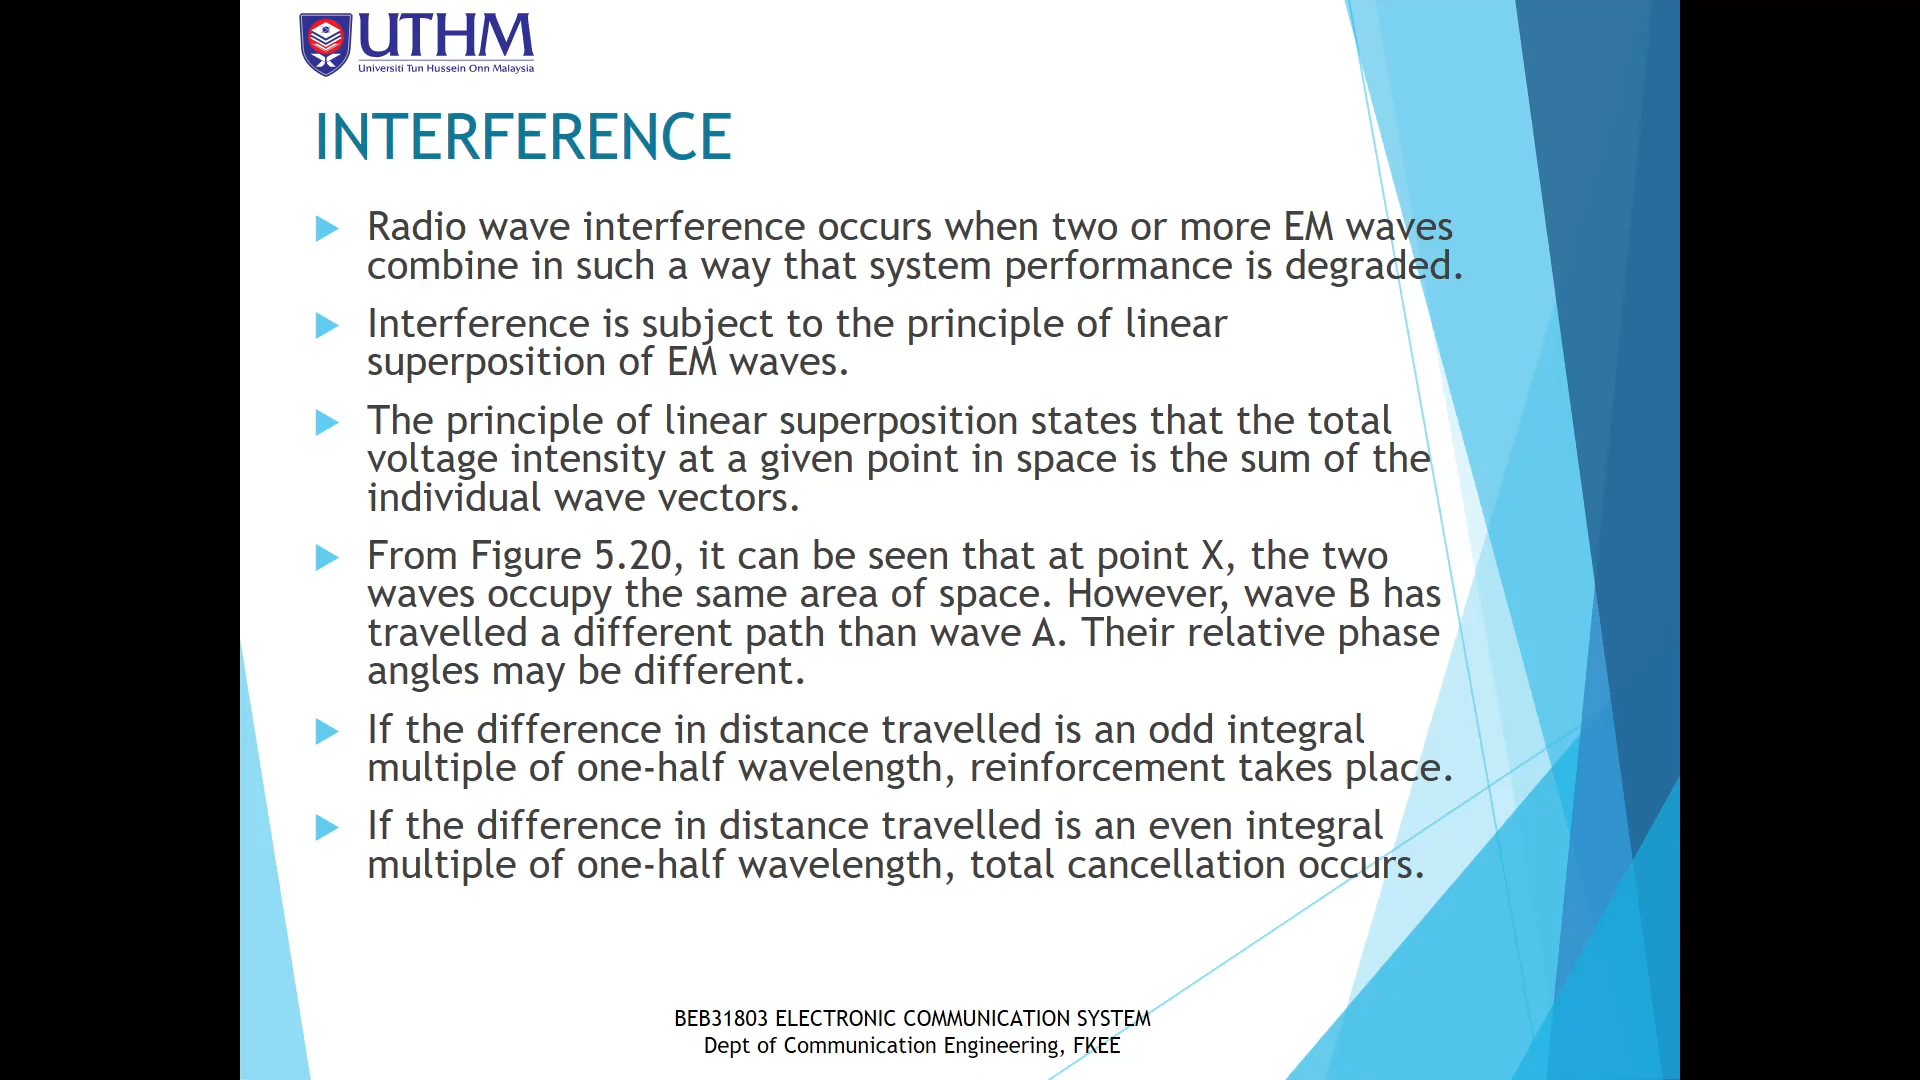 UTHM
Universiti Tun Hussein Onn Malaysia
INTERFERENCE
Radio wave interference occurs when two or more EM waves
combine in such a way that system performance is degraded.
Interference is subject to the principle of linear
superposition of EM waves.
The principle of linear superposition states that the total
voltage intensity at a given point in space is the sum of the
individual wave vectors.
From Figure 5.20, it can be seen that at point X, the two
waves occupy the same area of space. However, wave B has
travelled a different path than wave A. Their relative phase
angles may be different.
If the difference in distance travelled is an odd integral
multiple of one-half wavelength, reinforcement takes place.
If the difference in distance travelled is an even integral
multiple of one-half wavelength, total cancellation occurs.
BEB31803 ELECTRONIC COMMUNICATION SYSTEM
Dept of Communication Engineering, FKEE